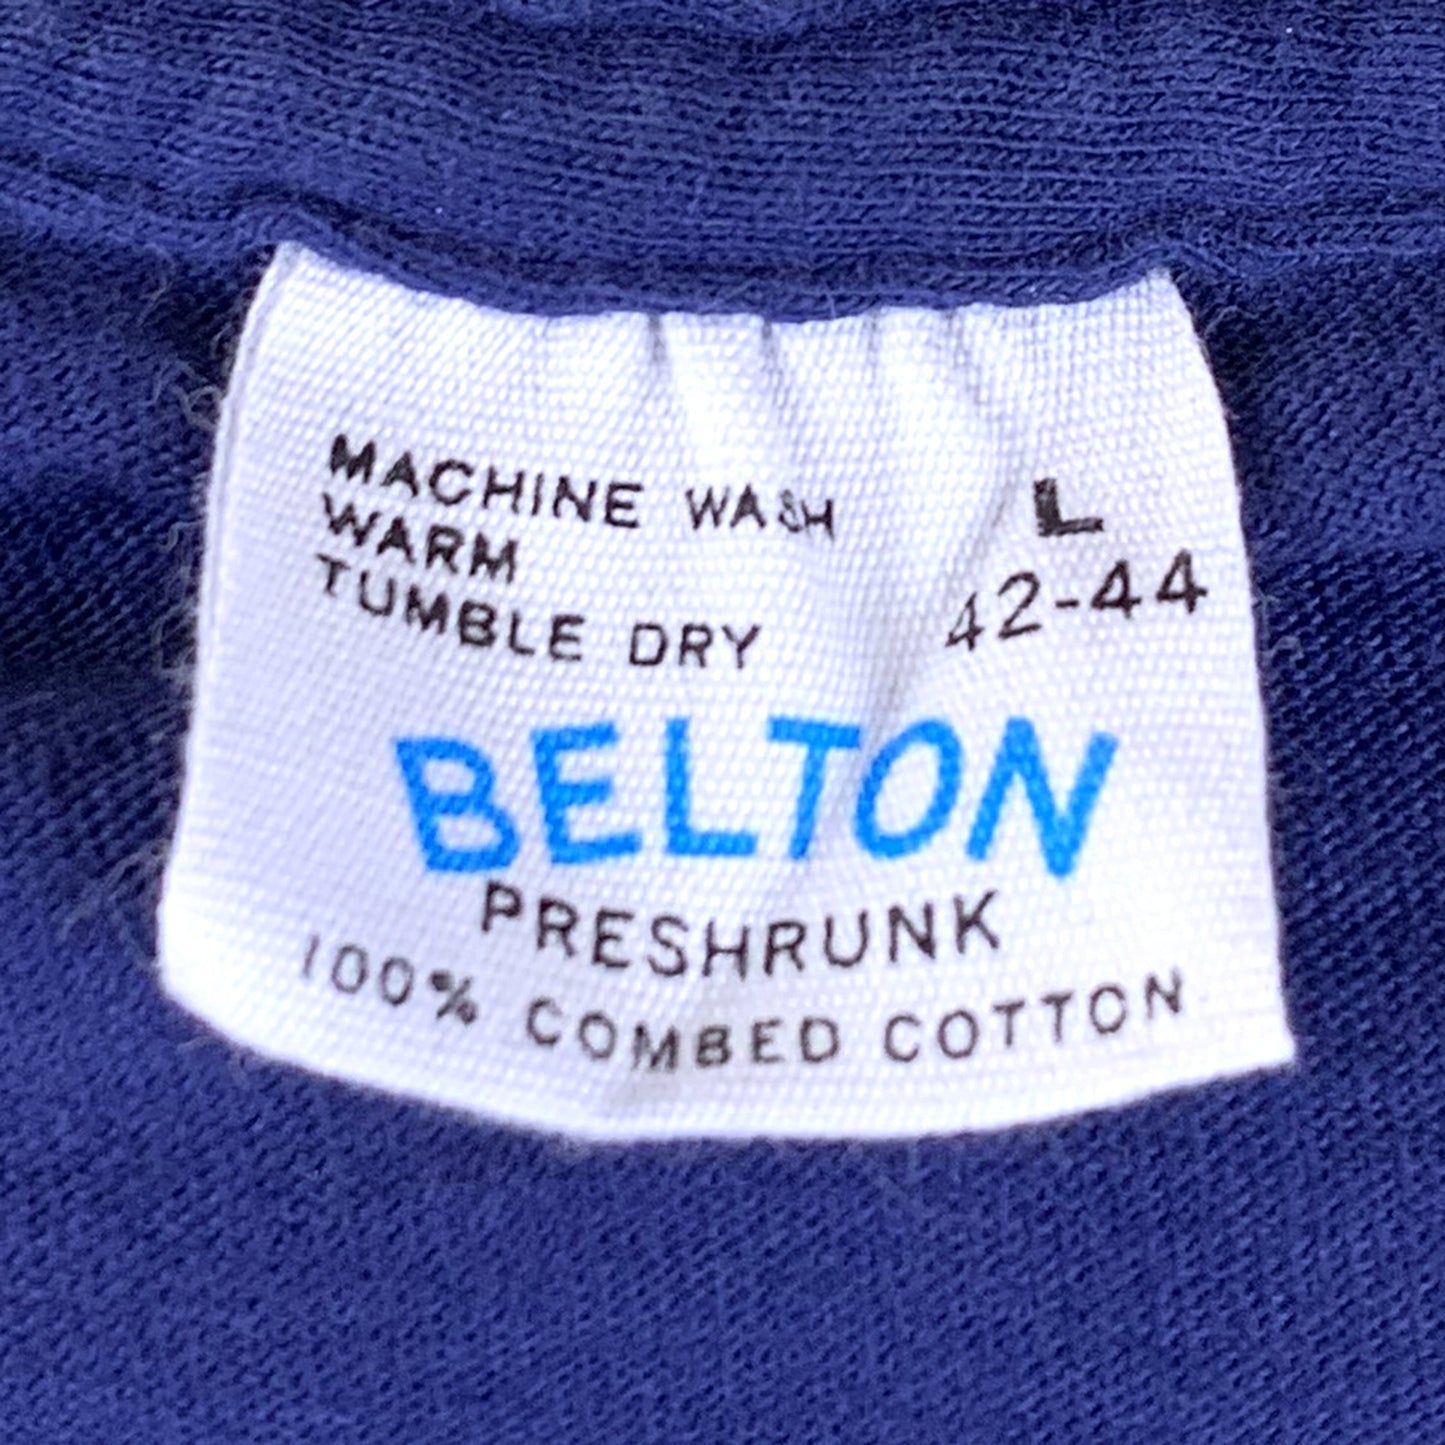 MACHINE WASH
WARM
TUMBLE DRY
L
42-44
BELTON
PRESHRUNK
100% COMBED COTTON